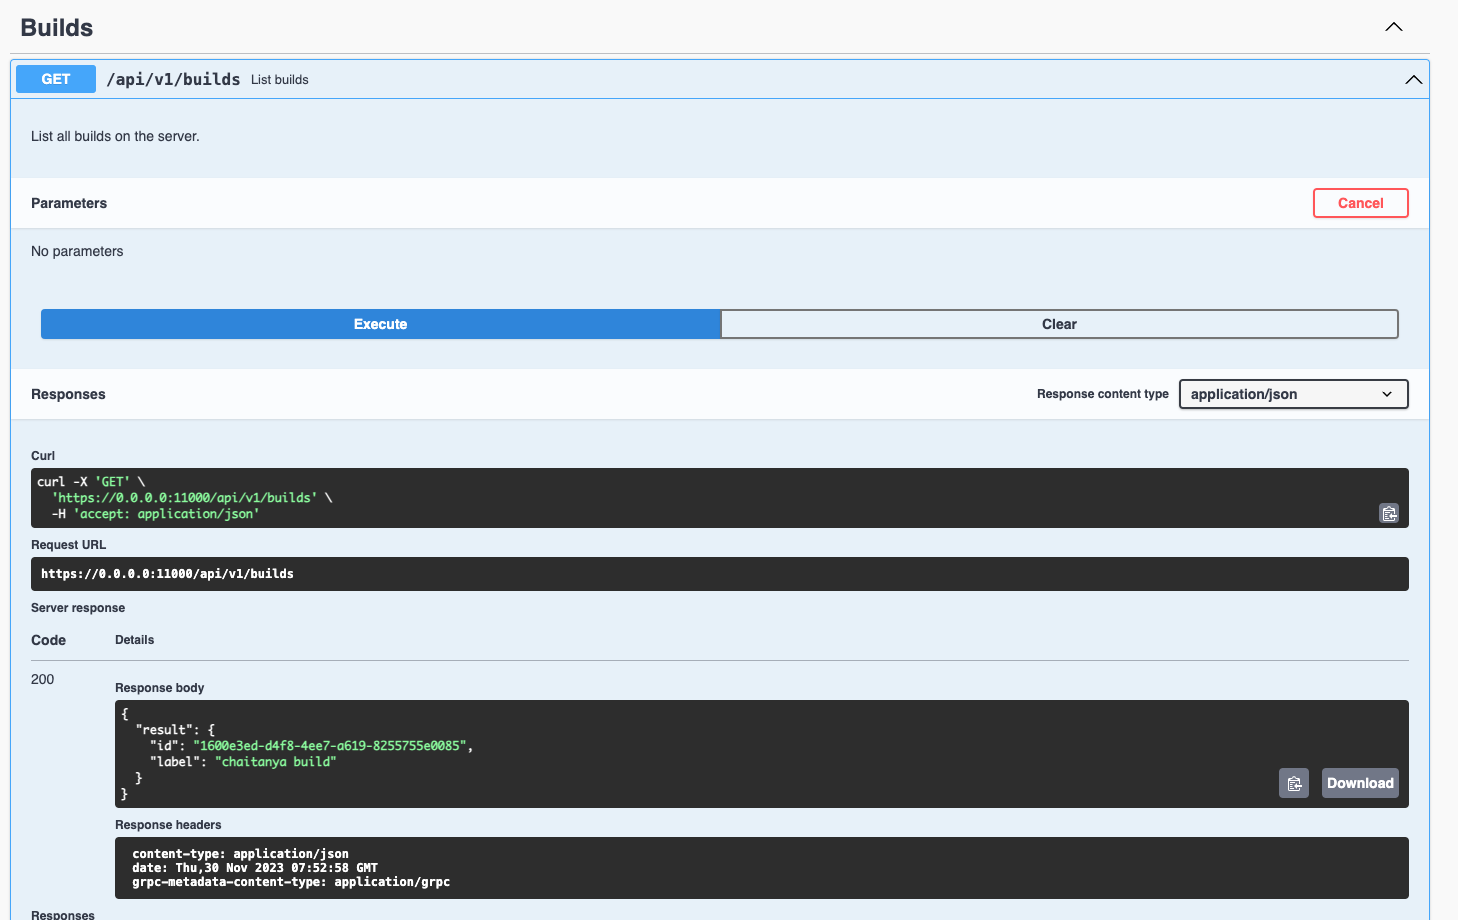 Builds
GET /api/v1/builds List builds
List all builds on the server.
Parameters Cancel
No parameters
Execute Clear
Responses Response content type application/json
Curl
curl -X 'GET' \
'https://0.0.0.0:11000/api/v1/builds' \
-H 'accept: application/json'
Request URL
https://0.0.0.0:11000/api/v1/builds
Server response
Code Details
200
Response body
{
"result": {
"id": "1600e3ed-d4f8-4ee7-a619-8255755e0085",
"label": "chaitanya build"
}
}
Download
Response headers
content-type: application/json
date: Thu,30 Nov 2023 07:52:58 GMT
grpc-metadata-content-type: application/grpc
Responses